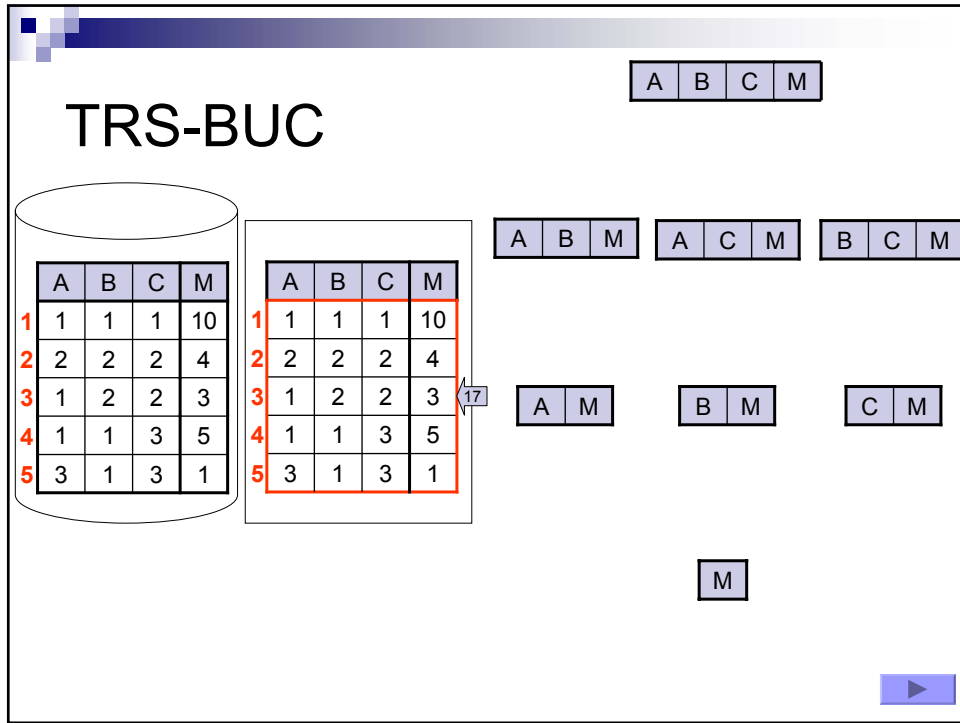 A B C M
TRS-BUC
A B M A C M B C M
A B C M
1 1 1 1 10
2 2 2 2 4
3 1 2 2 3
4 1 1 3 5
5 3 1 3 1
A B C M
1 1 1 1 10
2 2 2 2 4
3 1 2 2 3 17
4 1 1 3 5
5 3 1 3 1
A M B M C M
M